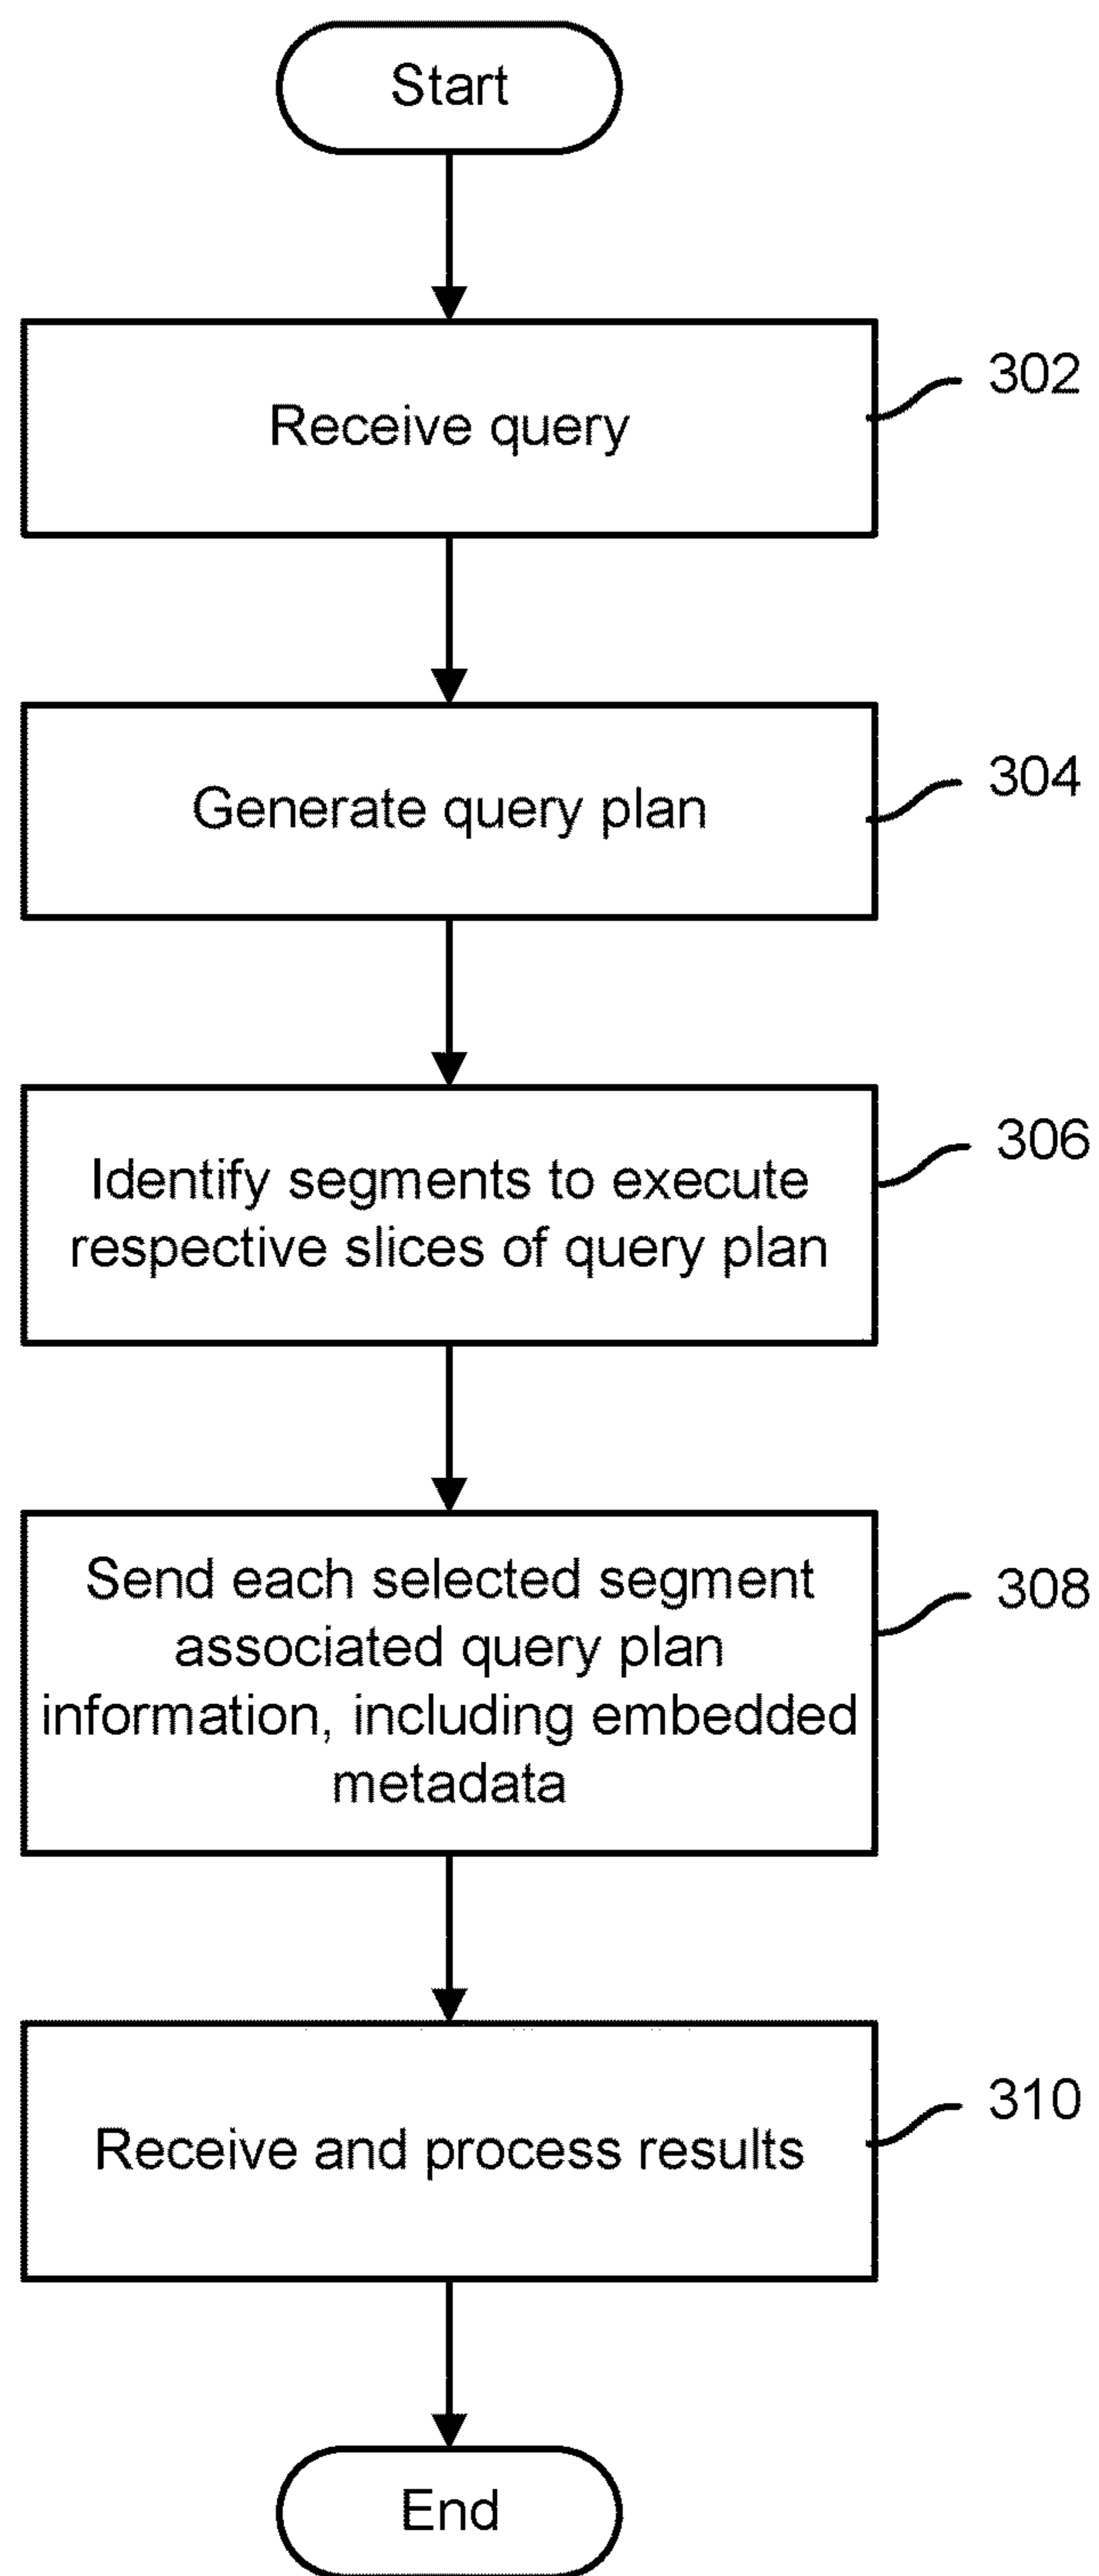 Start
Receive query
302
Generate query plan
304
Identify segments to execute
respective slices of query plan
306
Send each selected segment
associated query plan
information, including embedded
metadata
308
Receive and process results
310
End